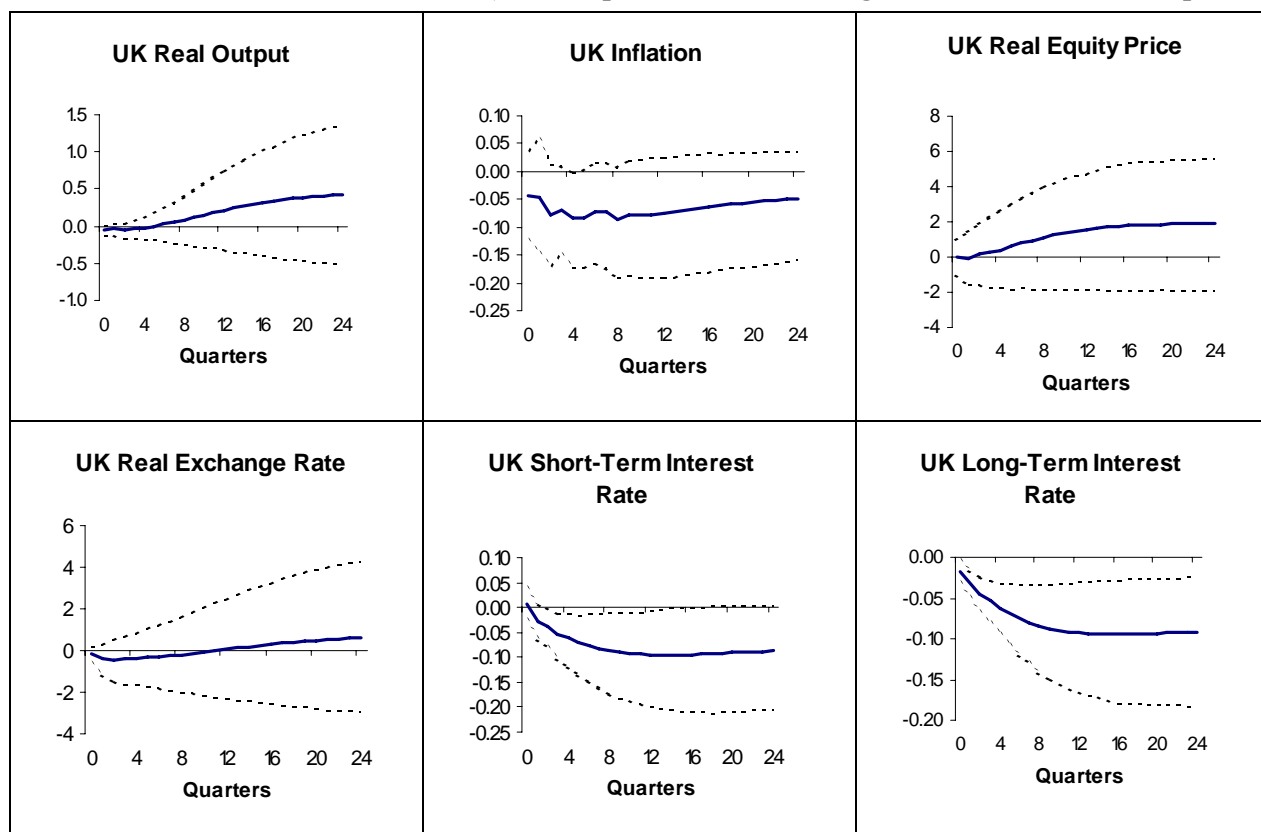 UK Real Output
1.5
1.0
0.5
0.0
-0.5
-1.0
0 4 8 12 16 20 24
Quarters
UK Inflation
0.10
0.05
0.00
-0.05
-0.10
-0.15
-0.20
-0.25
0 4 8 12 16 20 24
Quarters
UK Real Equity Price
8
6
4
2
0
-2
-4
0 4 8 12 16 20 24
Quarters
UK Real Exchange Rate
6
4
2
0
-2
-4
0 4 8 12 16 20 24
Quarters
UK Short-Term Interest
Rate
0.10
0.05
0.00
-0.05
-0.10
-0.15
-0.20
-0.25
0 4 8 12 16 20 24
Quarters
UK Long-Term Interest
Rate
0.00
-0.05
-0.10
-0.15
-0.20
0 4 8 12 16 20 24
Quarters